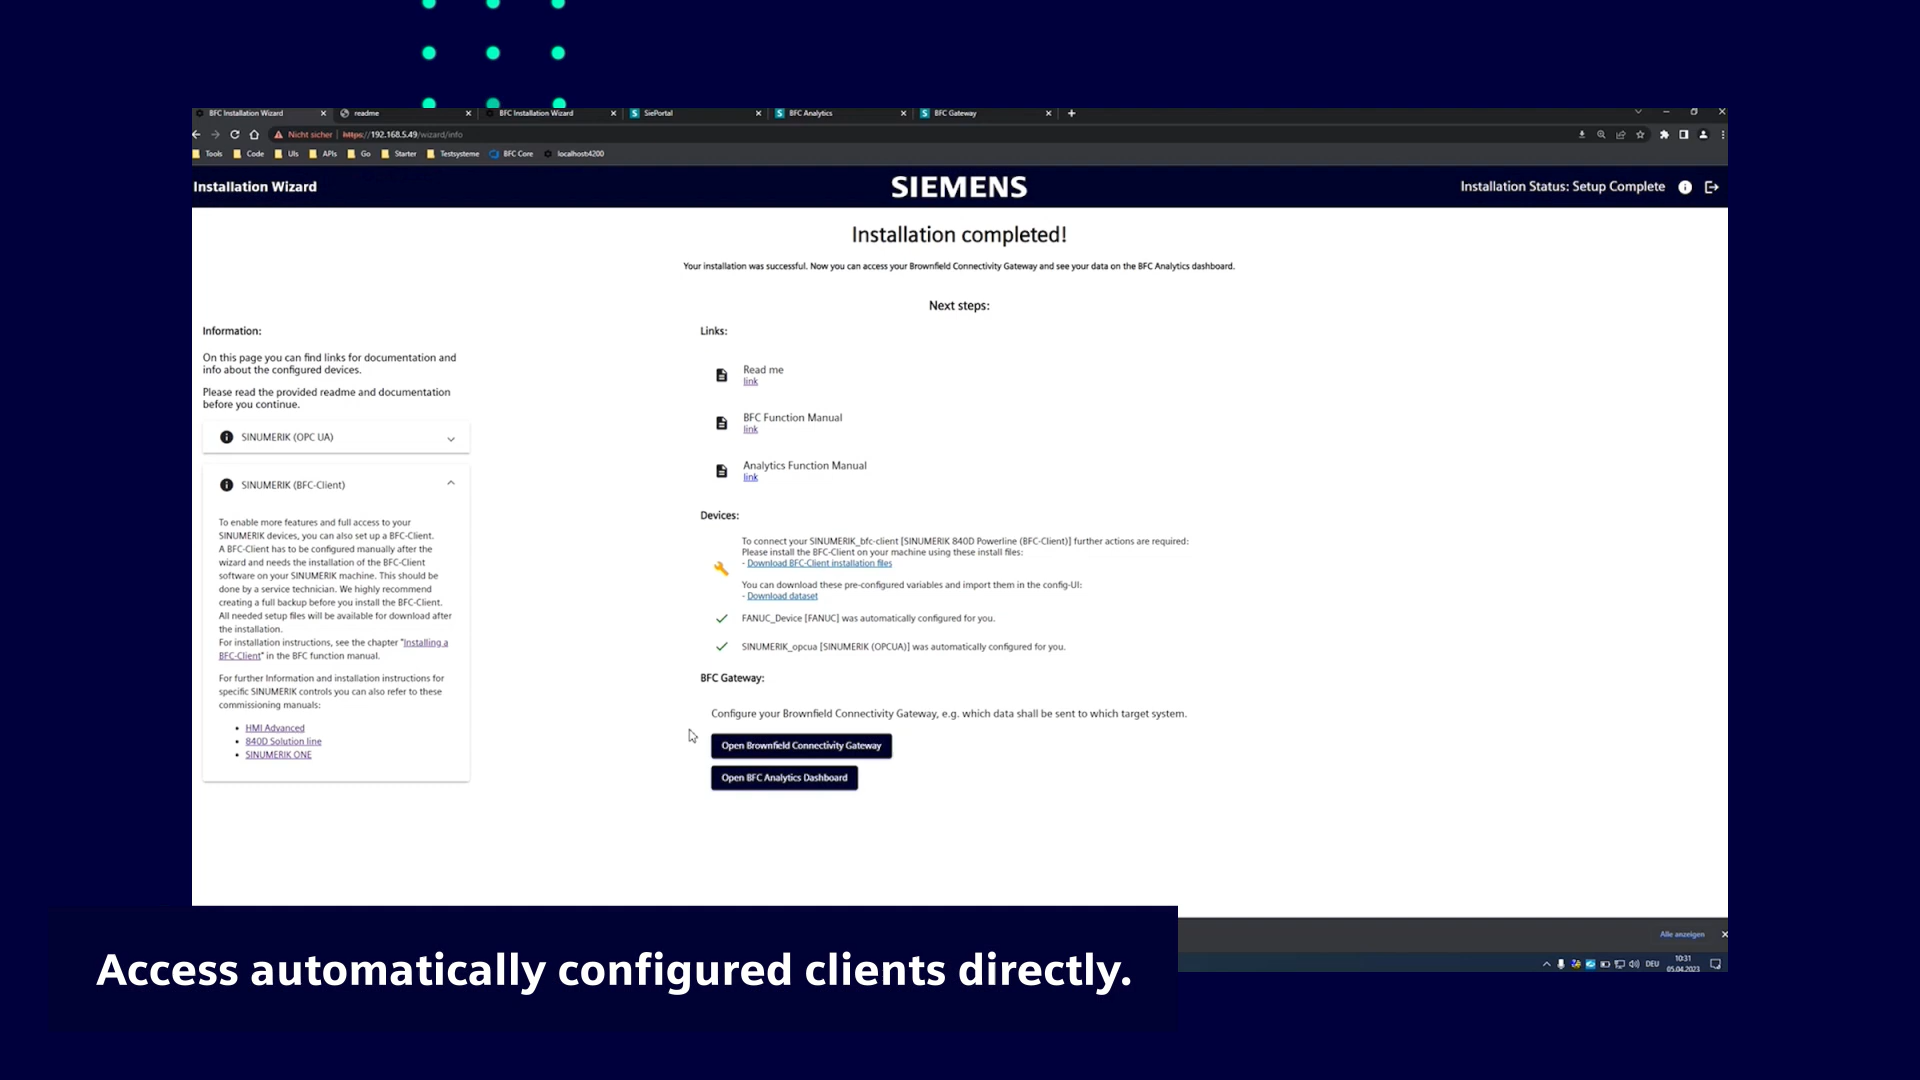 BFC Installation Wizard
readme
BFC Installation Wizard
SiePortal
BFC Analytics
BFC Gateway
Nicht sicher
https://192.168.5.49/wizard/info
Tools
Code
UIs
APIs
Go
Starter
Testsysteme
BFC Core
localhost:4200
Installation Wizard
SIEMENS
Installation Status: Setup Complete
Installation completed!
Your installation was successful. Now you can access your Brownfield Connectivity Gateway and see your data on the BFC Analytics dashboard.
Next steps:
Information:
On this page you can find links for documentation and
info about the configured devices.
Please read the provided readme and documentation
before you continue.
SINUMERIK (OPC UA)
SINUMERIK (BFC-Client)
To enable more features and full access to your
SINUMERIK devices, you can also set up a BFC-Client.
A BFC-Client has to be configured manually after the
wizard and needs the installation of the BFC-Client
software on your SINUMERIK machine. This should be
done by a service technician. We highly recommend
creating a full backup before you install the BFC-Client.
All needed setup files will be available for download after
the installation.
For installation instructions, see the chapter "Installing a
BFC-Client" in the BFC function manual.
For further Information and installation instructions for
specific SINUMERIK controls you can also refer to these
commissioning manuals:
• HMI Advanced
• 840D Solution line
• SINUMERIK ONE
Links:
Read me
link
BFC Function Manual
link
Analytics Function Manual
link
Devices:
To connect your SINUMERIK_bfc-client [SINUMERIK 840D Powerline (BFC-Client)] further actions are required:
Please install the BFC-Client on your machine using these install files:
- Download BFC-Client installation files
You can download these pre-configured variables and import them in the config-UI:
- Download dataset
FANUC_Device [FANUC] was automatically configured for you.
SINUMERIK_opcua [SINUMERIK (OPCUA)] was automatically configured for you.
BFC Gateway:
Configure your Brownfield Connectivity Gateway, e.g. which data shall be sent to which target system.
Open Brownfield Connectivity Gateway
Open BFC Analytics Dashboard
Alle anzeigen
DEU
10:31
05.04.2023
Access automatically configured clients directly.